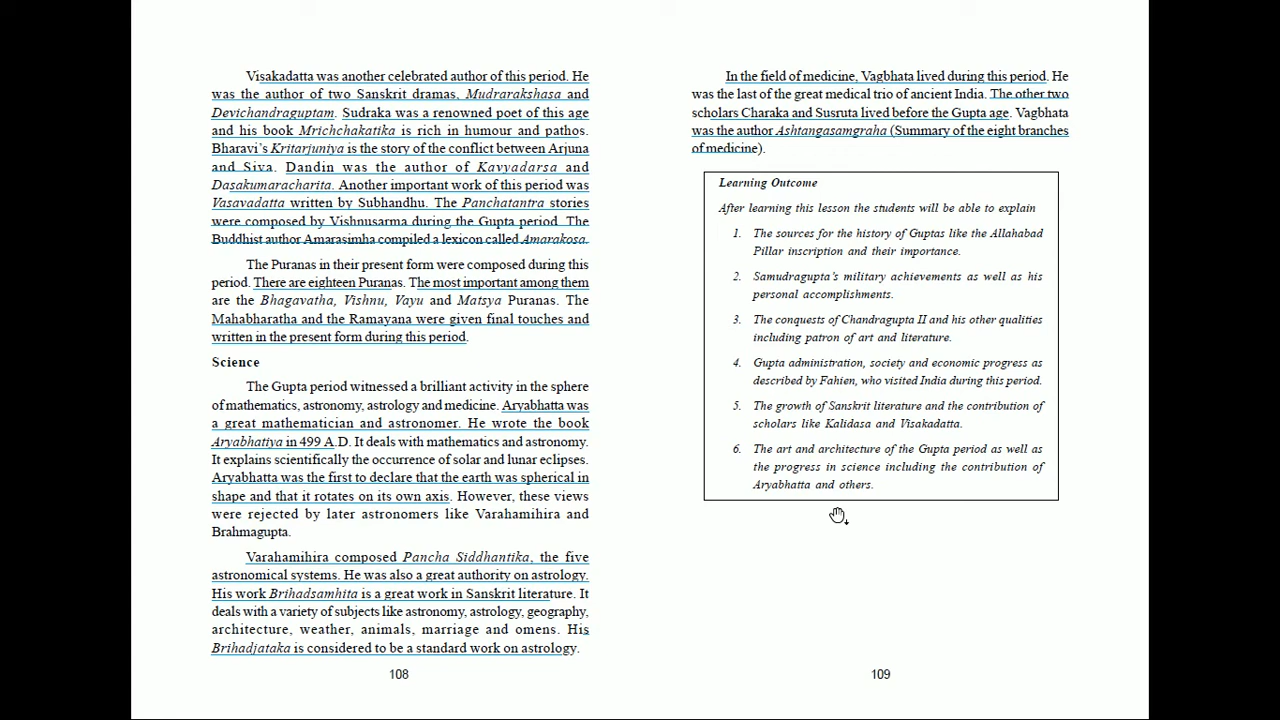 Visakadatta was another celebrated author of this period. He
was the author of two Sanskrit dramas, Mudrarakshasa and
Devichandraguptam. Sudraka was a renowned poet of this age
and his book Mrichchakatika is rich in humour and pathos.
Bharavi's Kritarjuniya is the story of the conflict between Arjuna
and Siva. Dandin was the author of Kavyadarsa and
Dasakumaracharita. Another important work of this period was
Vasavadatta written by Subhandhu. The Panchatantra stories
were composed by Vishnusarma during the Gupta period. The
Buddhist author Amarasimha compiled a lexicon called Amarakosa.
The Puranas in their present form were composed during this
period. There are eighteen Puranas. The most important among them
are the Bhagavatha, Vishnu, Vayu and Matsya Puranas. The
Mahabharatha and the Ramayana were given final touches and
written in the present form during this period.
Science
The Gupta period witnessed a brilliant activity in the sphere
of mathematics, astronomy, astrology and medicine. Aryabhatta was
a great mathematician and astronomer. He wrote the book
Aryabhatiya in 499 A.D. It deals with mathematics and astronomy.
It explains scientifically the occurrence of solar and lunar eclipses.
Aryabhatta was the first to declare that the earth was spherical in
shape and that it rotates on its own axis. However, these views
were rejected by later astronomers like Varahamihira and
Brahmagupta.
Varahamihira composed Pancha Siddhantika, the five
astronomical systems. He was also a great authority on astrology.
His work Brihadsamhita is a great work in Sanskrit literature. It
deals with a variety of subjects like astronomy, astrology, geography,
architecture, weather, animals, marriage and omens. His
Brihadjataka is considered to be a standard work on astrology.
108
In the field of medicine, Vagbhata lived during this period. He
was the last of the great medical trio of ancient India. The other two
scholars Charaka and Susruta lived before the Gupta age. Vagbhata
was the author Ashtangasamgraha (Summary of the eight branches
of medicine).
Learning Outcome
After learning this lesson the students will be able to explain
1. The sources for the history of Guptas like the Allahabad
Pillar inscription and their importance.
2. Samudragupta's military achievements as well as his
personal accomplishments.
3. The conquests of Chandragupta II and his other qualities
including patron of art and literature.
4. Gupta administration, society and economic progress as
described by Fahien, who visited India during this period.
5. The growth of Sanskrit literature and the contribution of
scholars like Kalidasa and Visakadatta.
6. The art and architecture of the Gupta period as well as
the progress in science including the contribution of
Aryabhatta and others.
109